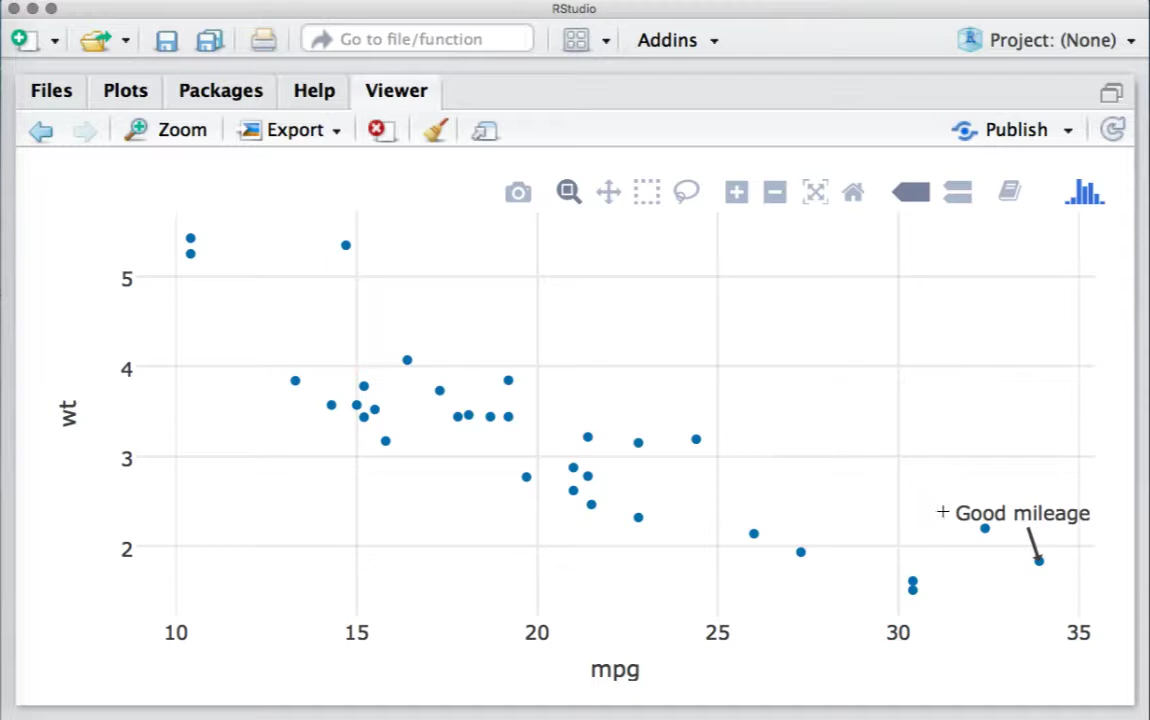 RStudio
Go to file/function
Addins
Project: (None)
Files
Plots
Packages
Help
Viewer
Zoom
Export
Publish
5
4
wt
3
Good mileage
2
10
15
20
25
30
35
mpg